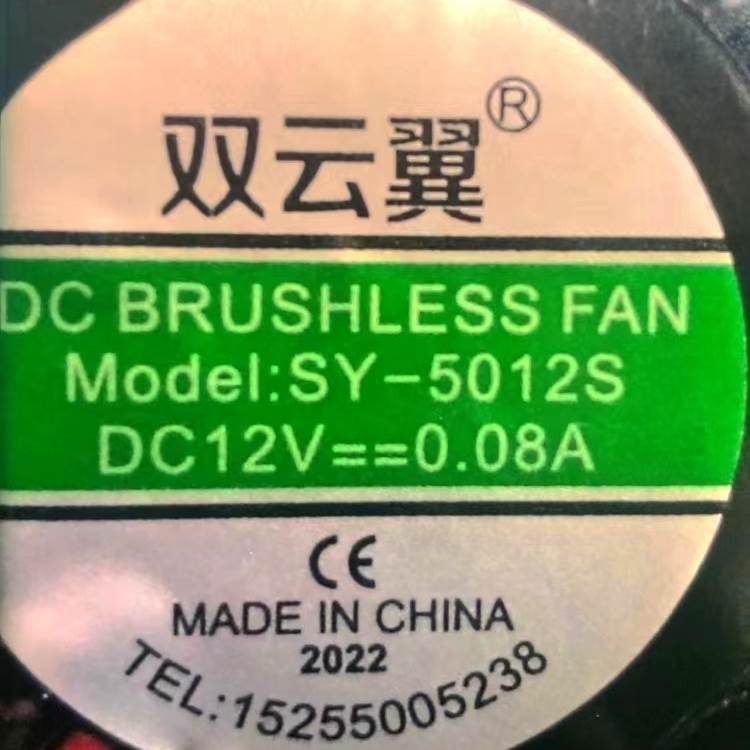 双云翼®
DC BRUSHLESS FAN
Model:SY-5012S
DC12V==0.08A
CE
MADE IN CHINA
2022
TEL:15255005238